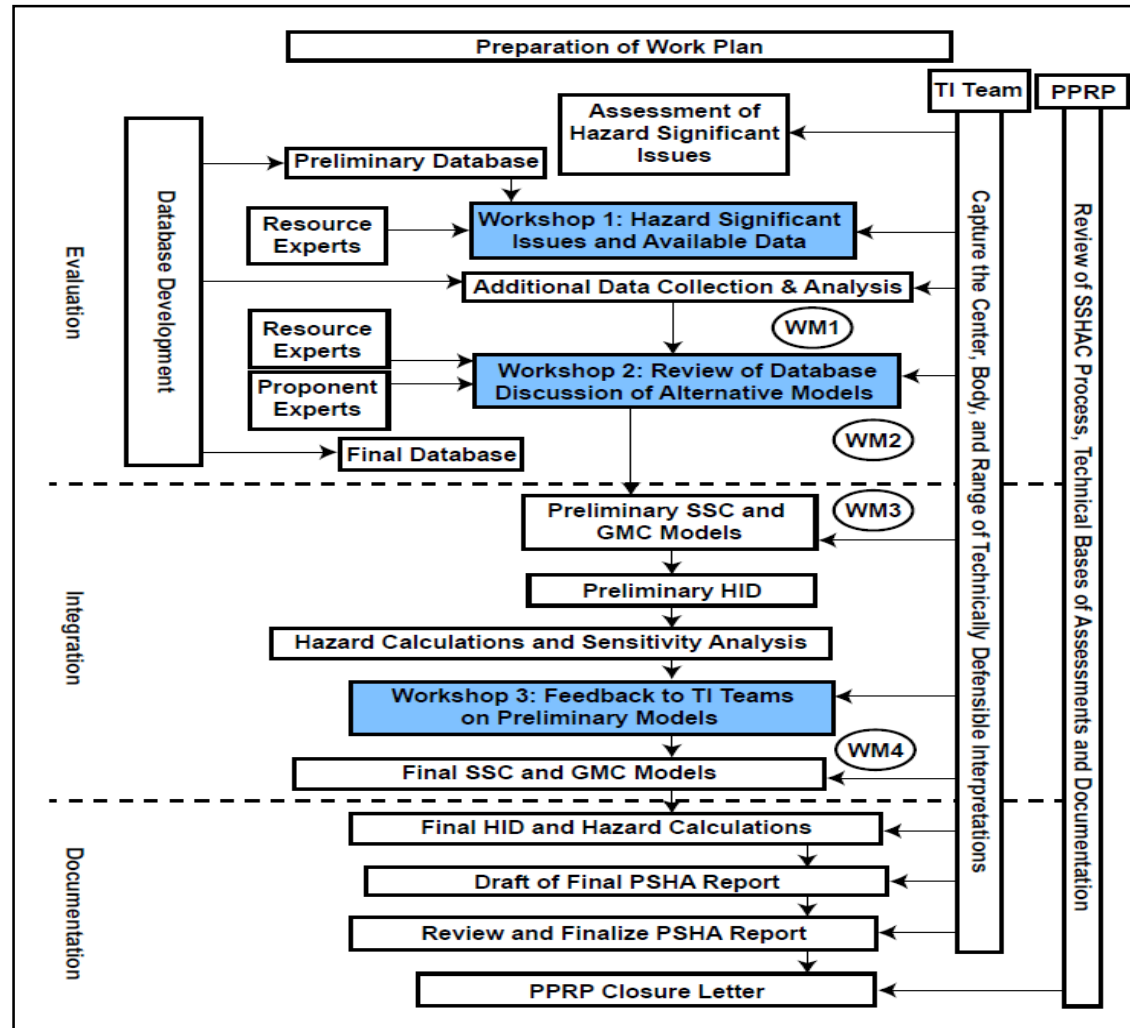 Preparation of Work Plan
TI Team
PPRP
Assessment of
Hazard Significant
Issues
Preliminary Database
Resource
Experts
Workshop 1: Hazard Significant
Issues and Available Data
Additional Data Collection & Analysis
WM1
Resource
Experts
Proponent
Experts
Workshop 2: Review of Database
Discussion of Alternative Models
WM2
Final Database
Database Development
Evaluation
Preliminary SSC and
GMC Models
WM3
Preliminary HID
Hazard Calculations and Sensitivity Analysis
Workshop 3: Feedback to TI Teams
on Preliminary Models
WM4
Final SSC and GMC Models
Integration
Final HID and Hazard Calculations
Draft of Final PSHA Report
Review and Finalize PSHA Report
PPRP Closure Letter
Documentation
Capture the Center, Body, and Range of Technically Defensible Interpretations
Review of SSHAC Process, Technical Bases of Assessments and Documentation